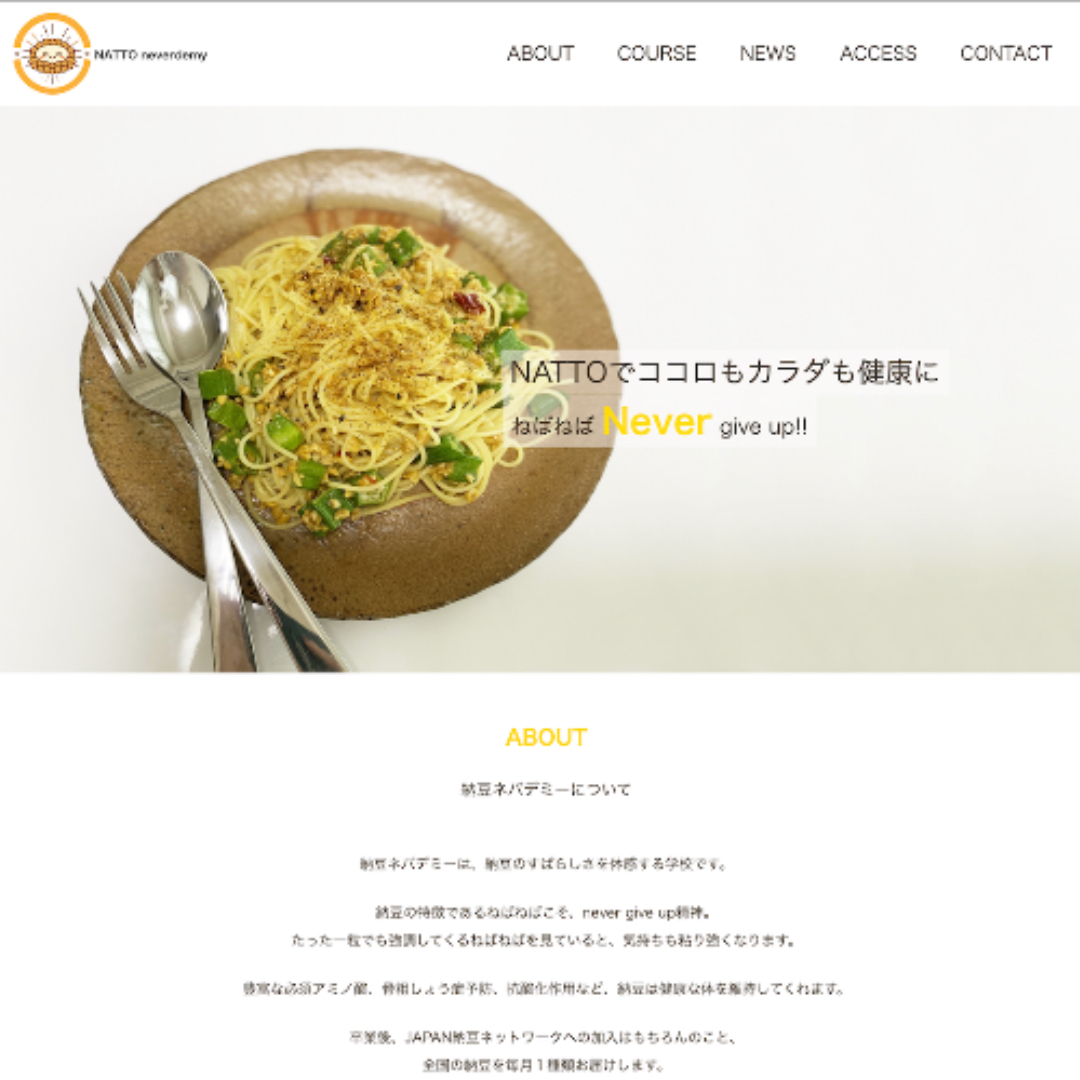 NATTO neverdemy
ABOUT
COURSE
NEWS
ACCESS
CONTACT
NATTOでココロもカラダも健康に
ねばねば Never give up!!
ABOUT
納豆ネバデミーについて
納豆ネバデミーは、納豆のすばらしさを体感する学校です。
納豆の特徴であるねばねばこそ、never give up精神。
たった一粒でも強調してくるねばねばを見ていると、気持ちも粘り強くなります。
豊富な必須アミノ酸、骨粗しょう症予防、抗酸化作用など、納豆は健康な体を維持してくれます。
卒業後、JAPAN納豆ネットワークへの加入はもちろんのこと、
全国の納豆を毎月1種類お届けします。